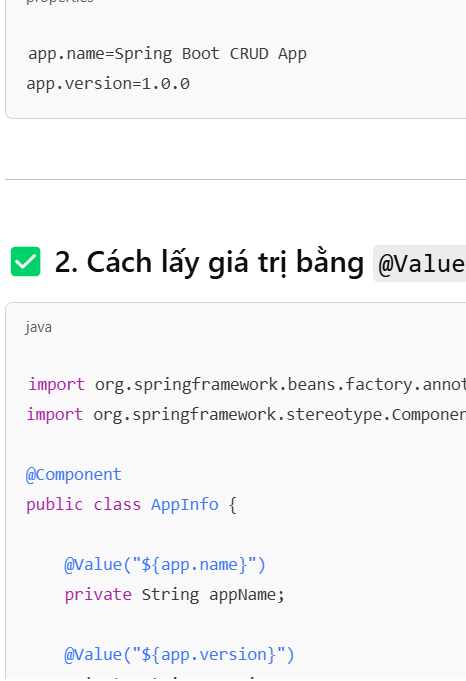 properties
app.name=Spring Boot CRUD App
app.version=1.0.0
2. Cách lấy giá trị bằng @Value
java
import org.springframework.beans.factory.annot
import org.springframework.stereotype.Componen
@Component
public class AppInfo {
@Value("${app.name}")
private String appName;
@Value("${app.version}")